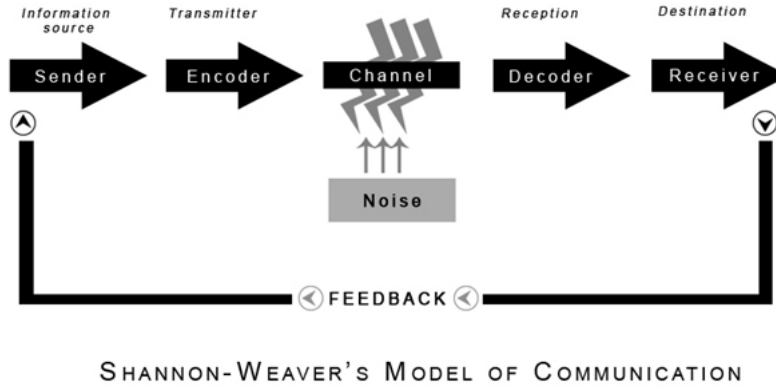 Information
source
Transmitter
Reception
Destination
Sender
Encoder
Channel
Decoder
Receiver
Noise
FEEDBACK
SHANNON-WEAVER'S MODEL OF COMMUNICATION